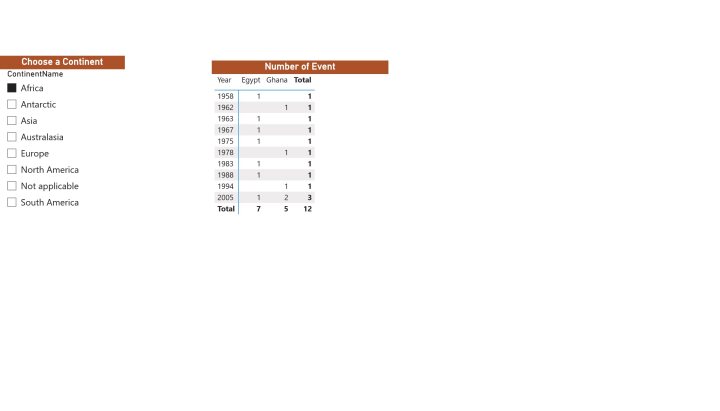 Choose a Continent
ContinentName
Africa
Antarctic
Asia
Australasia
Europe
North America
Not applicable
South America
Number of Event
Year Egypt Ghana Total
1958 1 1
1962 1 1
1963 1 1
1967 1 1
1975 1 1
1978 1 1
1983 1 1
1988 1 1
1994 1 1
2005 1 2 3
Total 7 5 12